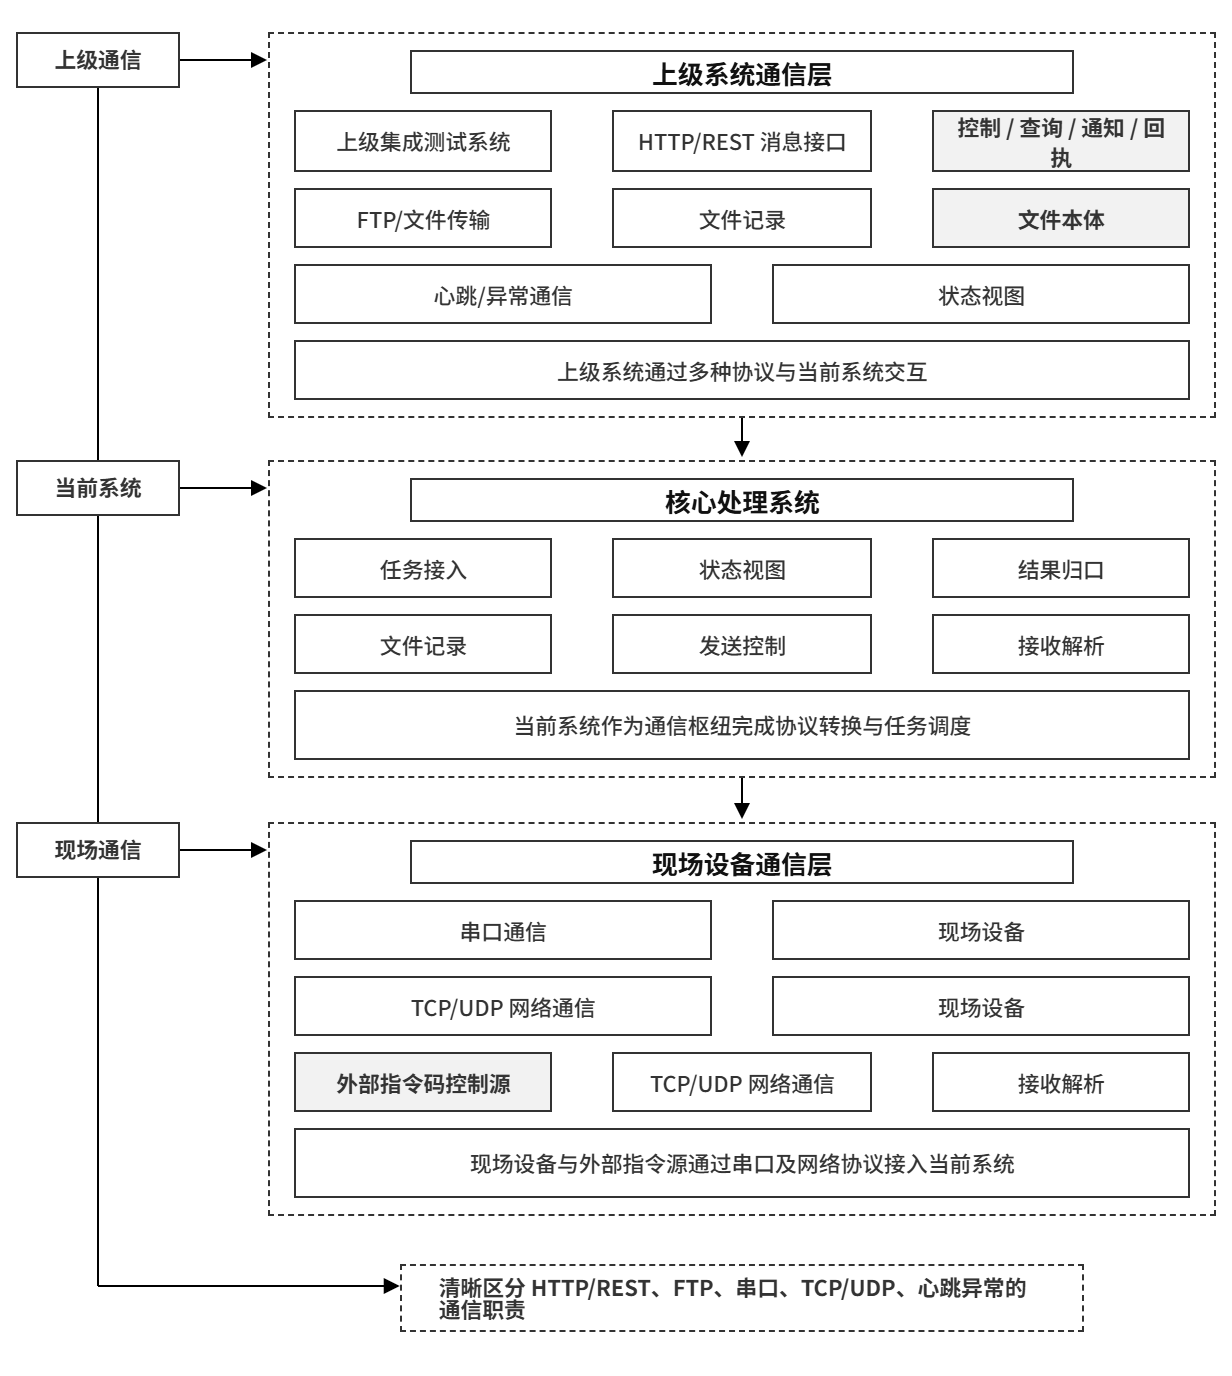 上级通信
上级系统通信层
上级集成测试系统
HTTP/REST 消息接口
控制 / 查询 / 通知 / 回
执
FTP/文件传输
文件记录
文件本体
心跳/异常通信
状态视图
上级系统通过多种协议与当前系统交互
当前系统
核心处理系统
任务接入
状态视图
结果归口
文件记录
发送控制
接收解析
当前系统作为通信枢纽完成协议转换与任务调度
现场通信
现场设备通信层
串口通信
现场设备
TCP/UDP 网络通信
现场设备
外部指令码控制源
TCP/UDP 网络通信
接收解析
现场设备与外部指令源通过串口及网络协议接入当前系统
清晰区分 HTTP/REST、FTP、串口、TCP/UDP、心跳异常的
通信职责